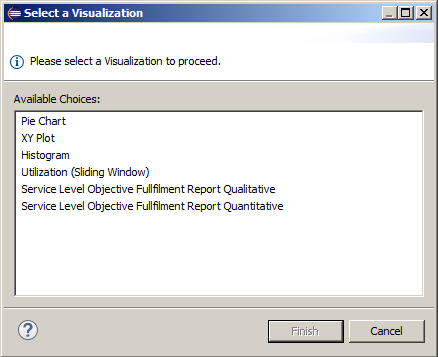 Select a Visualization
Please select a Visualization to proceed.
Available Choices:
Pie Chart
XY Plot
Histogram
Utilization (Sliding Window)
Service Level Objective Fullfilment Report Qualitative
Service Level Objective Fullfilment Report Quantitative
Finish
Cancel